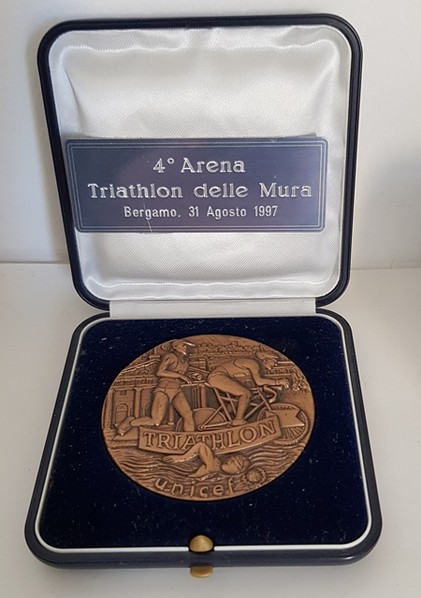 4° Arena
Triathlon delle Mura
Bergamo, 31 Agosto 1997
TRIATHLON
unicef